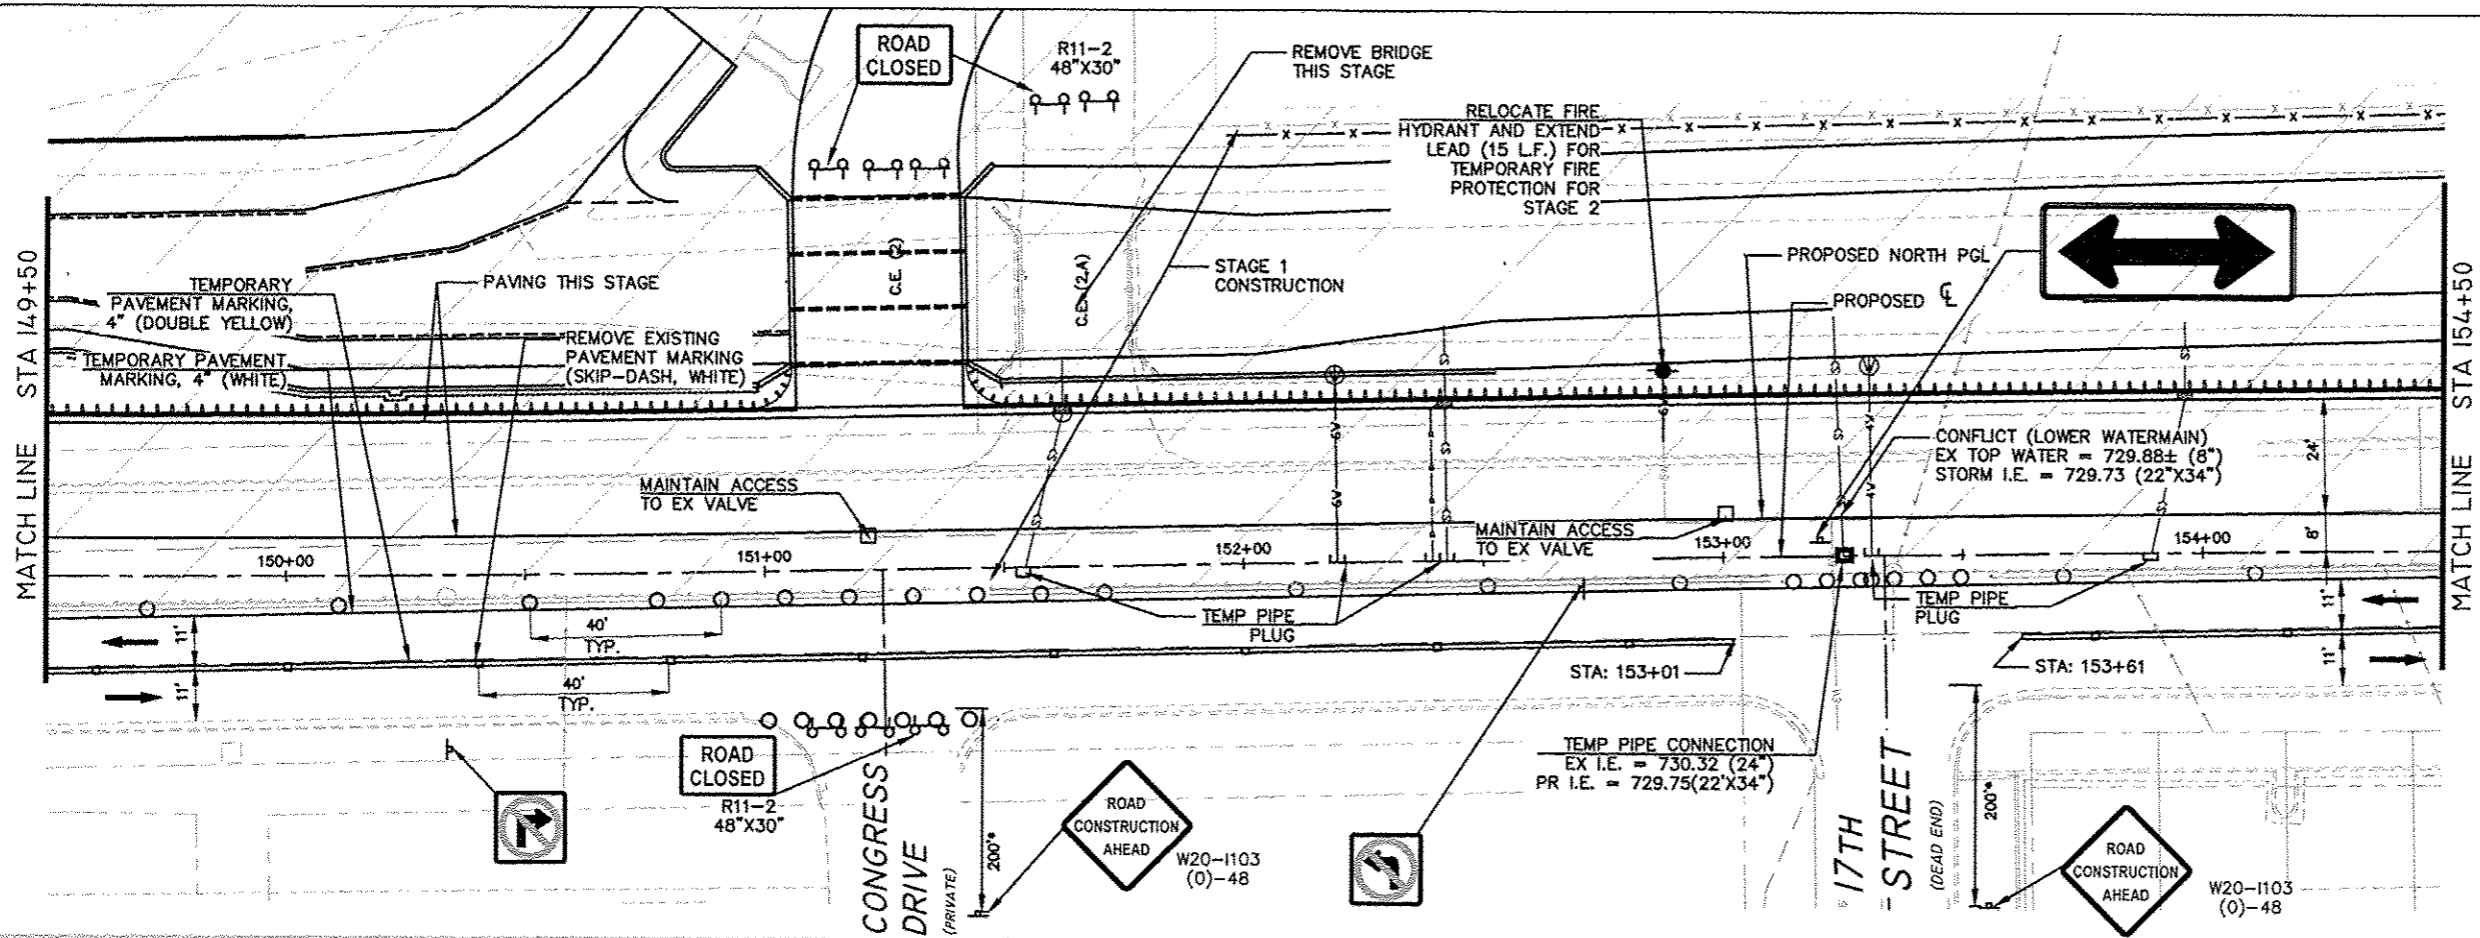 ROAD
CLOSED
R11-2
48"X30"
REMOVE BRIDGE
THIS STAGE
RELOCATE FIRE
HYDRANT AND EXTEND
LEAD (15 L.F.) FOR
TEMPORARY FIRE
PROTECTION FOR
STAGE 2
MATCH LINE STA 149+50
TEMPORARY
PAVEMENT MARKING,
4" (DOUBLE YELLOW)
PAVING THIS STAGE
TEMPORARY PAVEMENT
MARKING, 4" (WHITE)
REMOVE EXISTING
PAVEMENT MARKING
(SKIP-DASH, WHITE)
C.E. (2)
C.E. (2A)
STAGE 1
CONSTRUCTION
PROPOSED NORTH PGL
PROPOSED ℄
MATCH LINE STA 154+50
CONFLICT (LOWER WATERMAIN)
EX TOP WATER = 729.88± (8")
STORM I.E. = 729.73 (22"X34")
24'
8'
MAINTAIN ACCESS
TO EX VALVE
MAINTAIN ACCESS
TO EX VALVE
150+00
151+00
152+00
153+00
154+00
TEMP PIPE
PLUG
TEMP PIPE
PLUG
40'
TYP.
40'
TYP.
11'
11'
11'
11'
STA: 153+01
STA: 153+61
ROAD
CLOSED
R11-2
48"X30"
CONGRESS
DRIVE
(PRIVATE)
200'*
ROAD
CONSTRUCTION
AHEAD
W20-I103
(O)-48
TEMP PIPE CONNECTION
EX I.E. = 730.32 (24")
PR I.E. = 729.75(22'X34")
17TH
STREET
(DEAD END)
200'*
ROAD
CONSTRUCTION
AHEAD
W20-I103
(O)-48